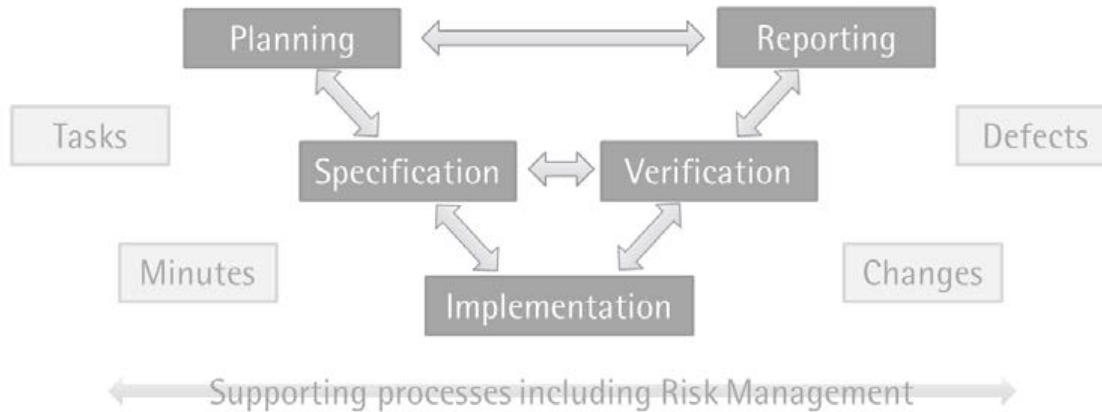 Planning
Reporting
Tasks
Defects
Specification
Verification
Minutes
Changes
Implementation
Supporting processes including Risk Management